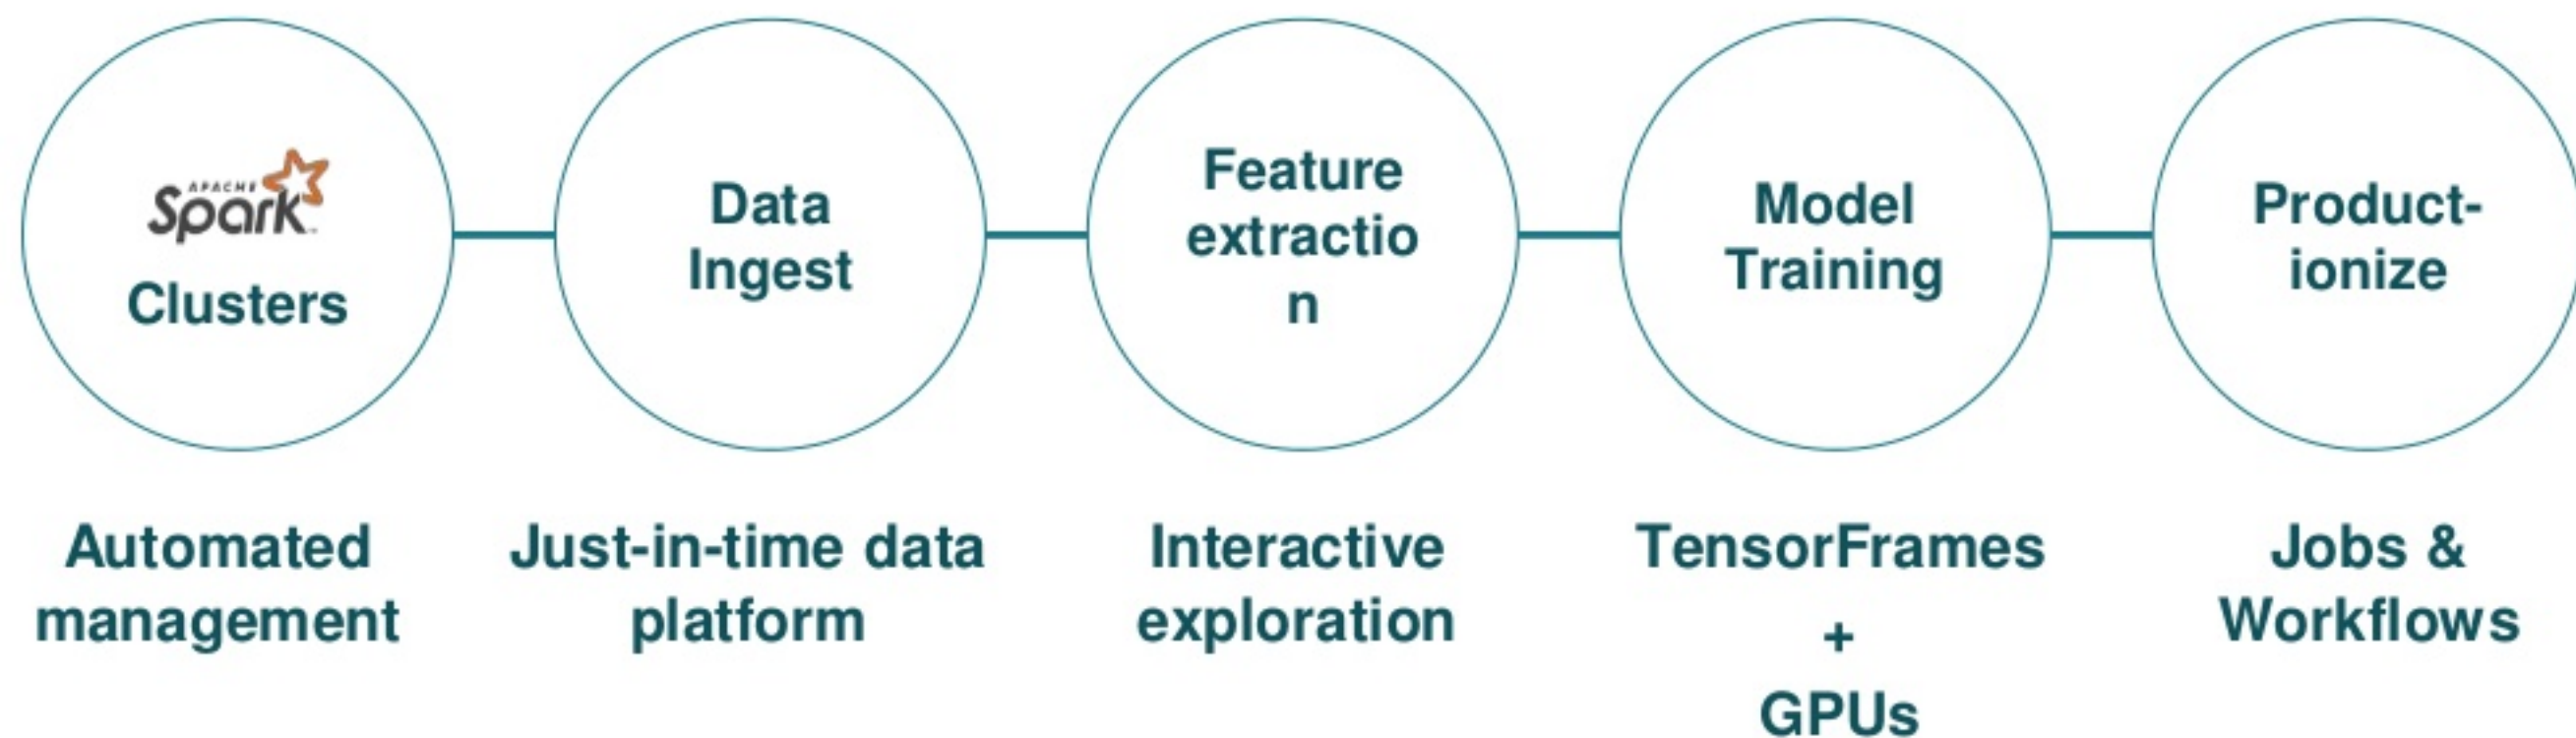 APACHE
Spark™
Clusters
Data
Ingest
Feature
extractio
n
Model
Training
Product-
ionize
Automated
management
Just-in-time data
platform
Interactive
exploration
TensorFrames
+
GPUs
Jobs &
Workflows